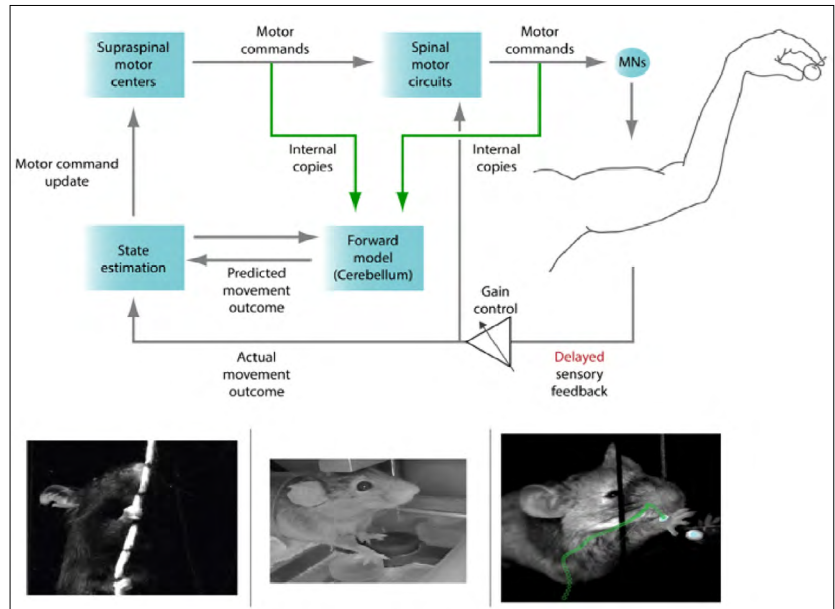 Supraspinal
motor
centers
Motor
commands
Spinal
motor
circuits
Motor
commands
MNs
Internal
copies
Internal
copies
Motor command
update
State
estimation
Predicted
movement
outcome
Forward
model
(Cerebellum)
Gain
control
Actual
movement
outcome
Delayed
sensory
feedback